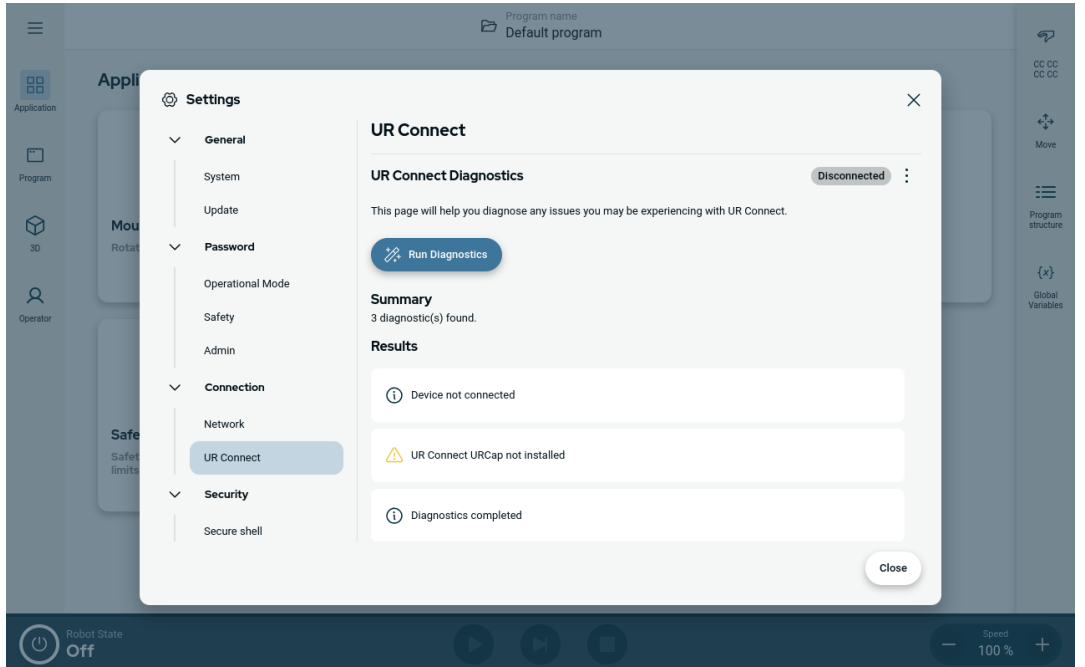 Program name
Default program
Application
Program
3D
Operator
Appli
Mou
Rotat
Safe
Safet
limits
Settings
General
System
Update
Password
Operational Mode
Safety
Admin
Connection
Network
UR Connect
Security
Secure shell
UR Connect
UR Connect Diagnostics
Disconnected
This page will help you diagnose any issues you may be experiencing with UR Connect.
Run Diagnostics
Summary
3 diagnostic(s) found.
Results
Device not connected
UR Connect URCap not installed
Diagnostics completed
Close
CC CC
CC CC
Move
Program
structure
{x}
Global
Variables
Robot State
Off
Speed
100 %